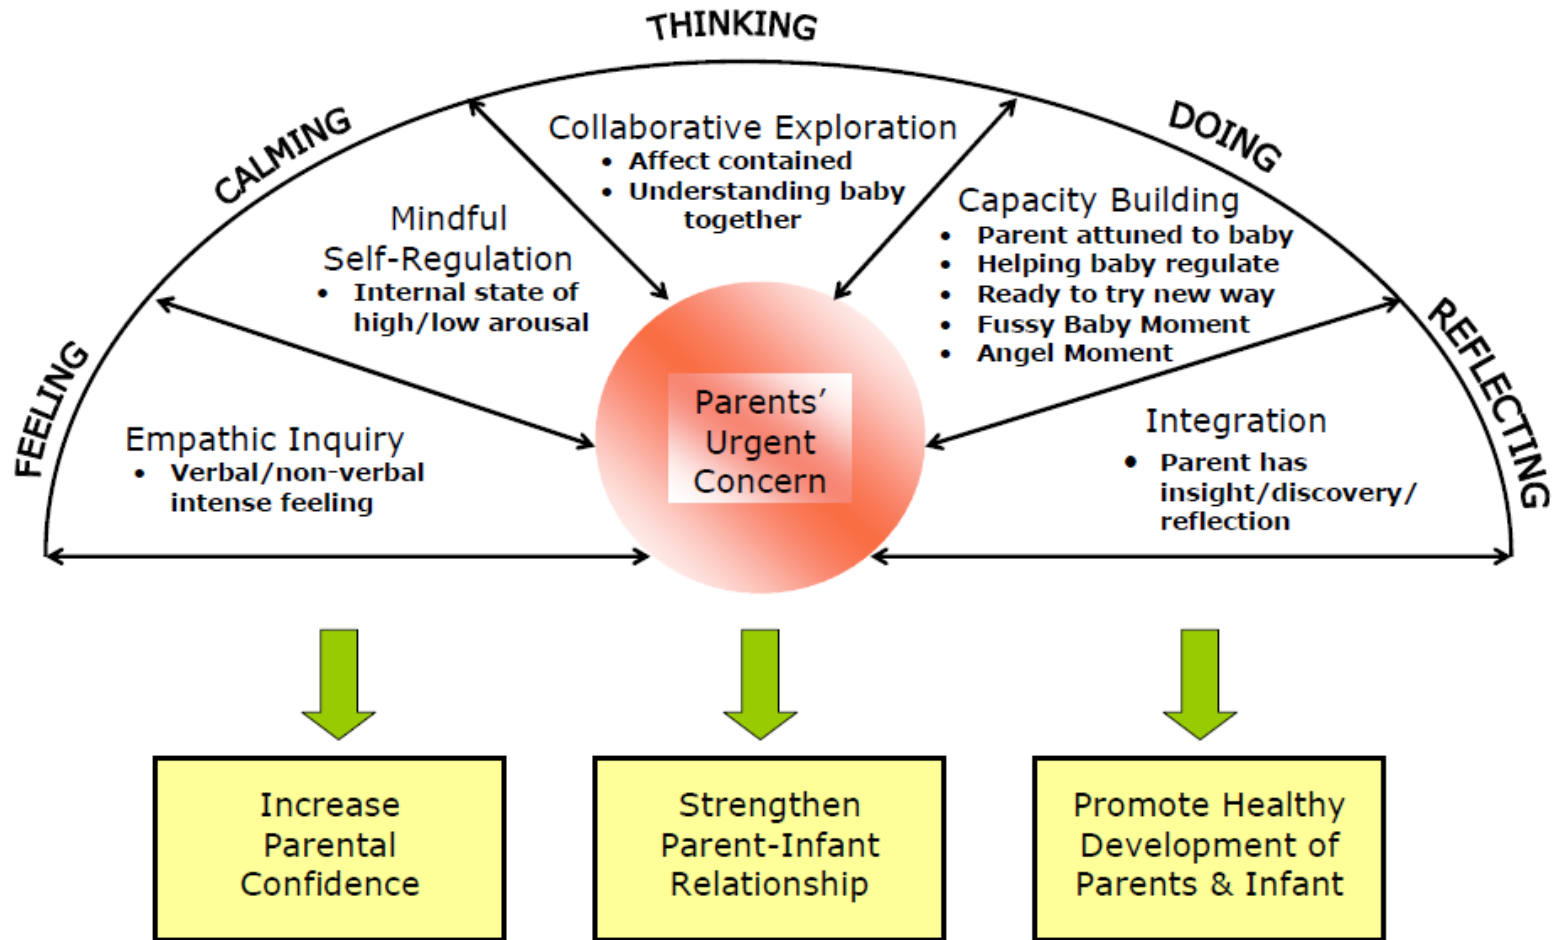 THINKING
CALMING
DOING
FEELING
REFLECTING
Collaborative Exploration
• Affect contained
• Understanding baby
together
Mindful
Self-Regulation
• Internal state of
high/low arousal
Capacity Building
• Parent attuned to baby
• Helping baby regulate
• Ready to try new way
• Fussy Baby Moment
• Angel Moment
Empathic Inquiry
• Verbal/non-verbal
intense feeling
Parents’
Urgent
Concern
Integration
• Parent has
insight/discovery/
reflection
Increase
Parental
Confidence
Strengthen
Parent-Infant
Relationship
Promote Healthy
Development of
Parents & Infant